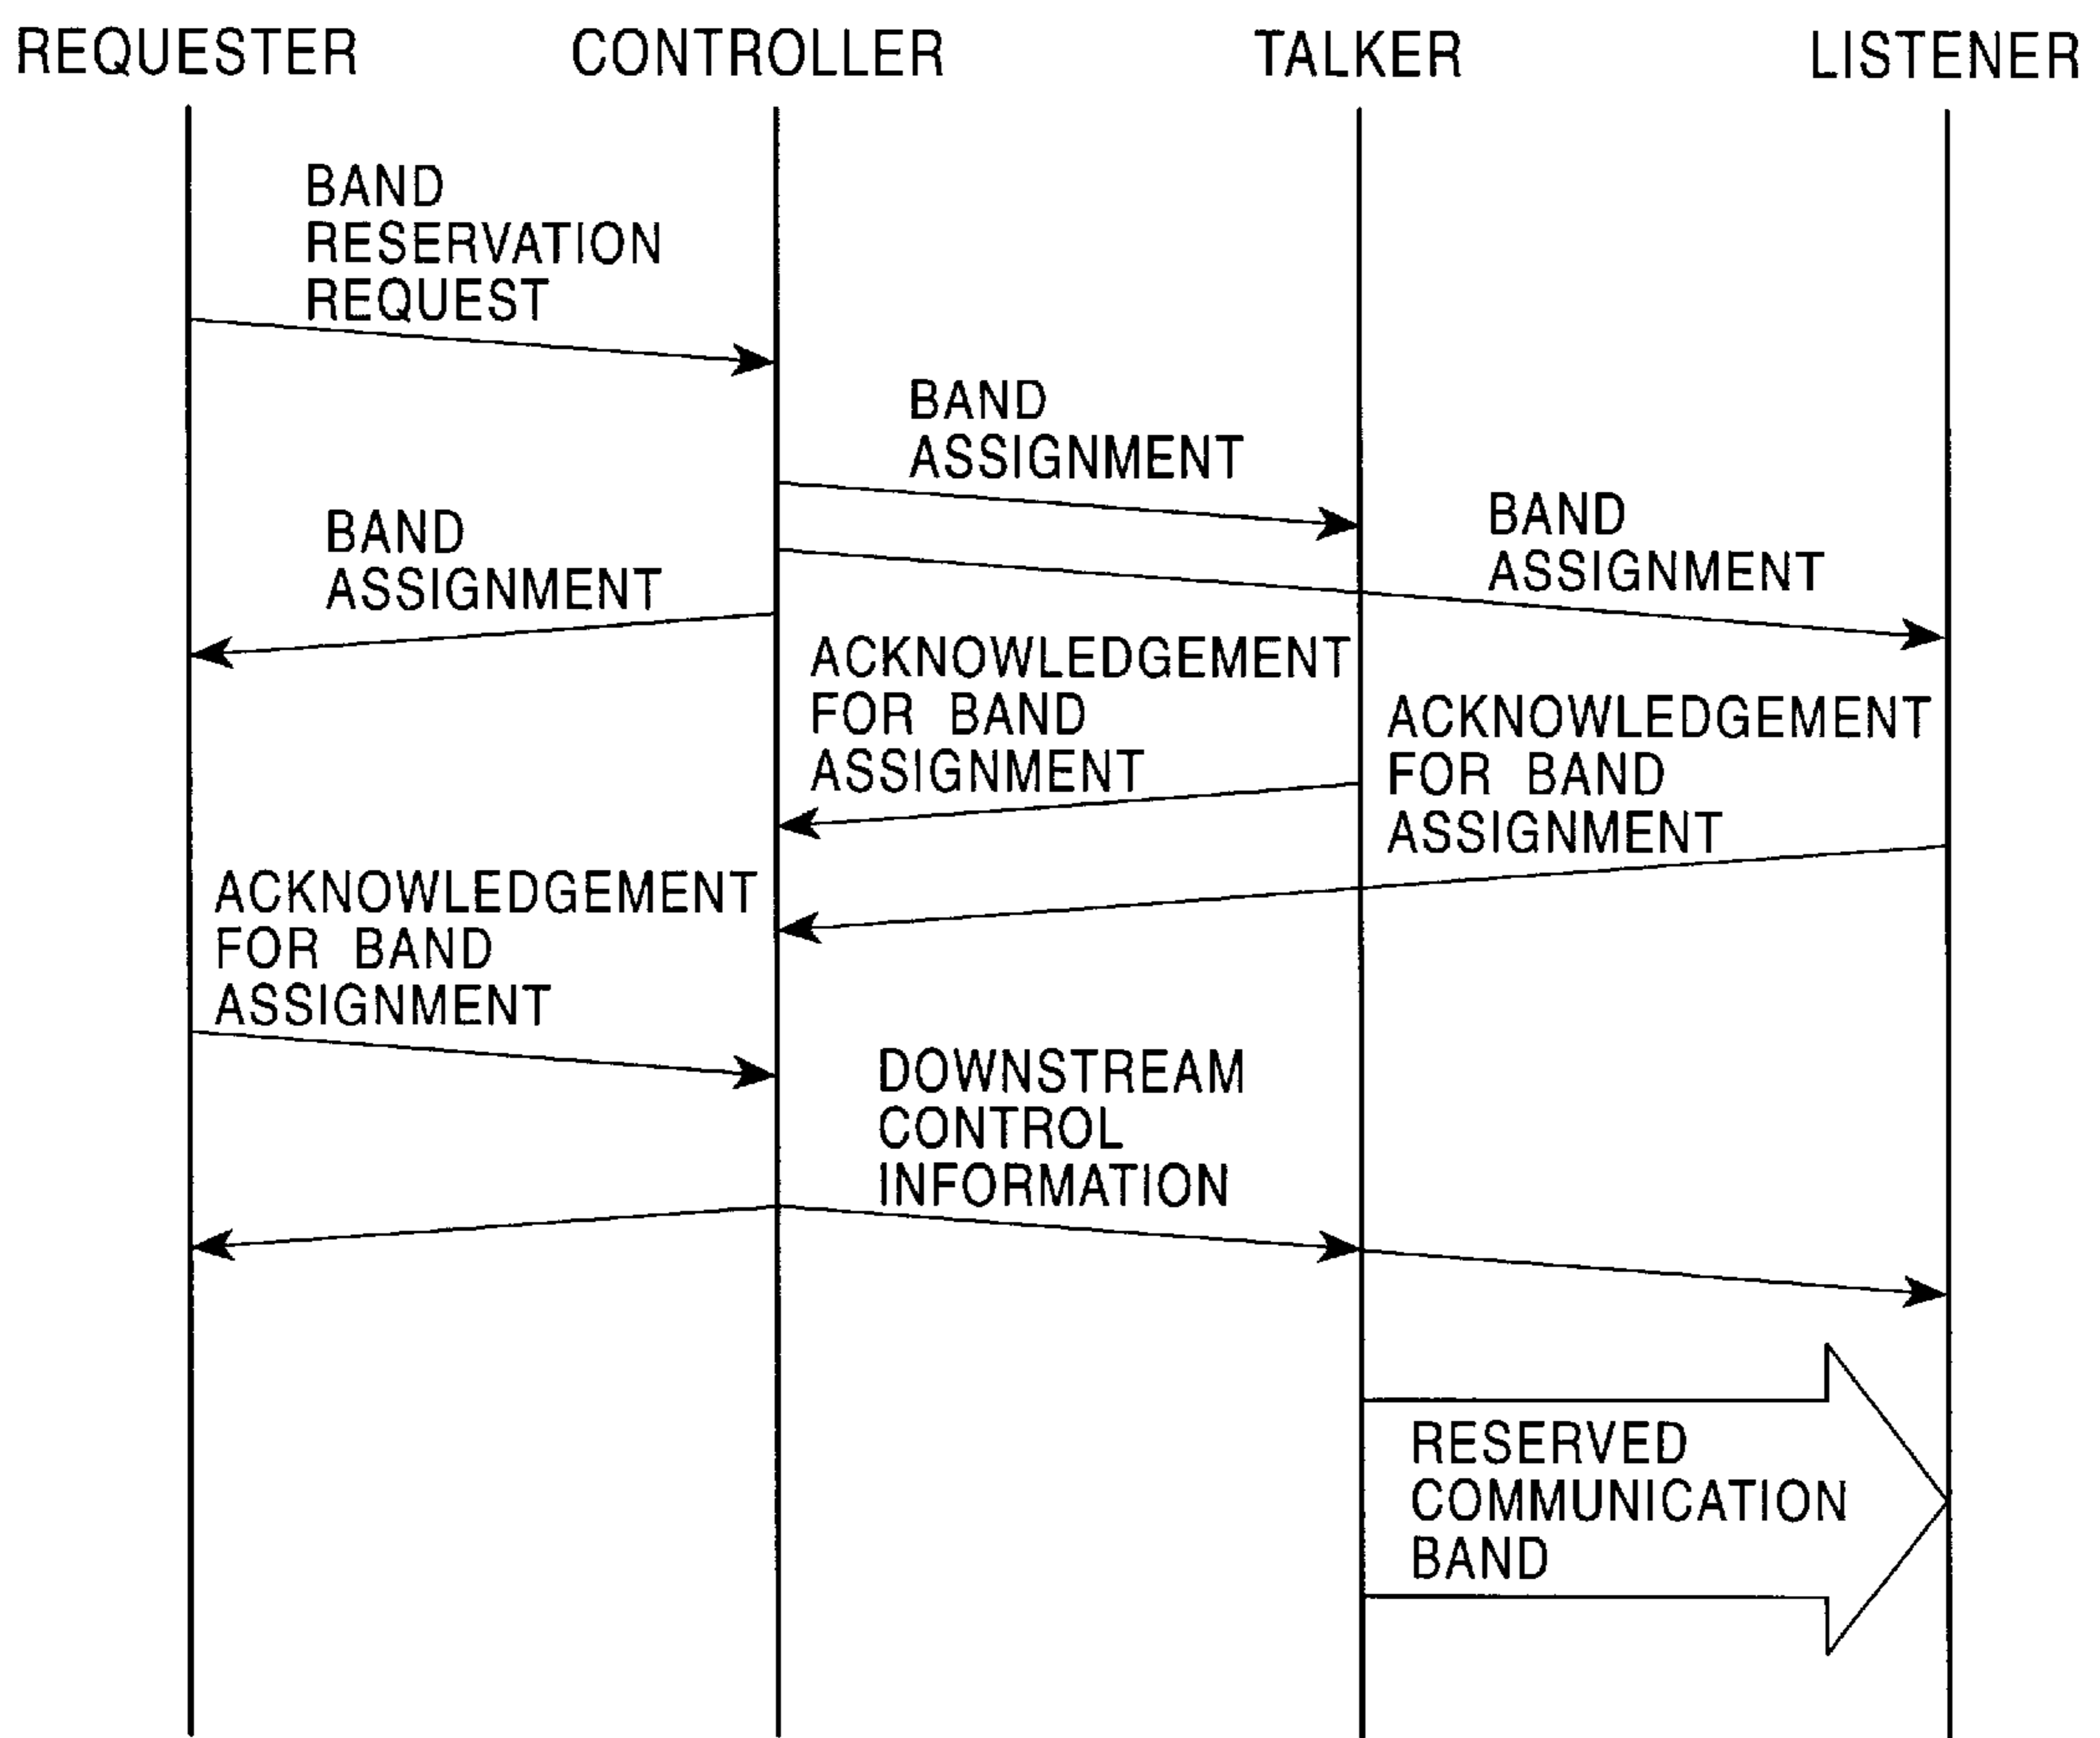 REQUESTER
CONTROLLER
TALKER
LISTENER
BAND
RESERVATION
REQUEST
BAND
ASSIGNMENT
BAND
ASSIGNMENT
BAND
ASSIGNMENT
ACKNOWLEDGEMENT
FOR BAND
ASSIGNMENT
ACKNOWLEDGEMENT
FOR BAND
ASSIGNMENT
ACKNOWLEDGEMENT
FOR BAND
ASSIGNMENT
DOWNSTREAM
CONTROL
INFORMATION
RESERVED
COMMUNICATION
BAND